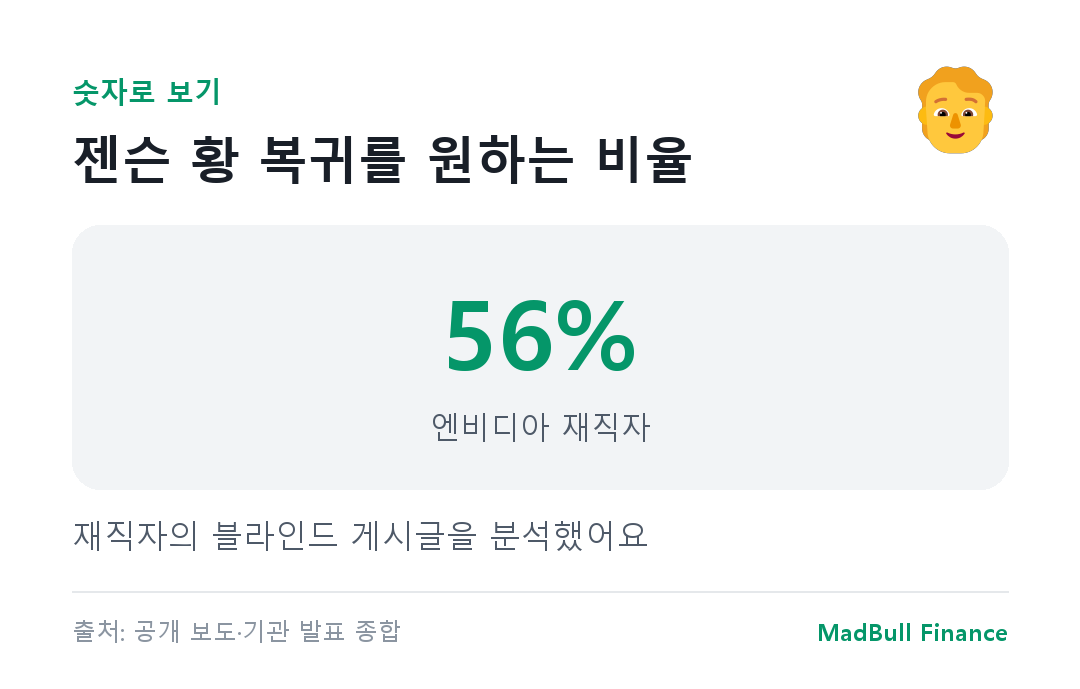 숫자로 보기
젠슨 황 복귀를 원하는 비율
56%
엔비디아 재직자
재직자의 블라인드 게시글을 분석했어요
출처: 공개 보도·기관 발표 종합
MadBull Finance